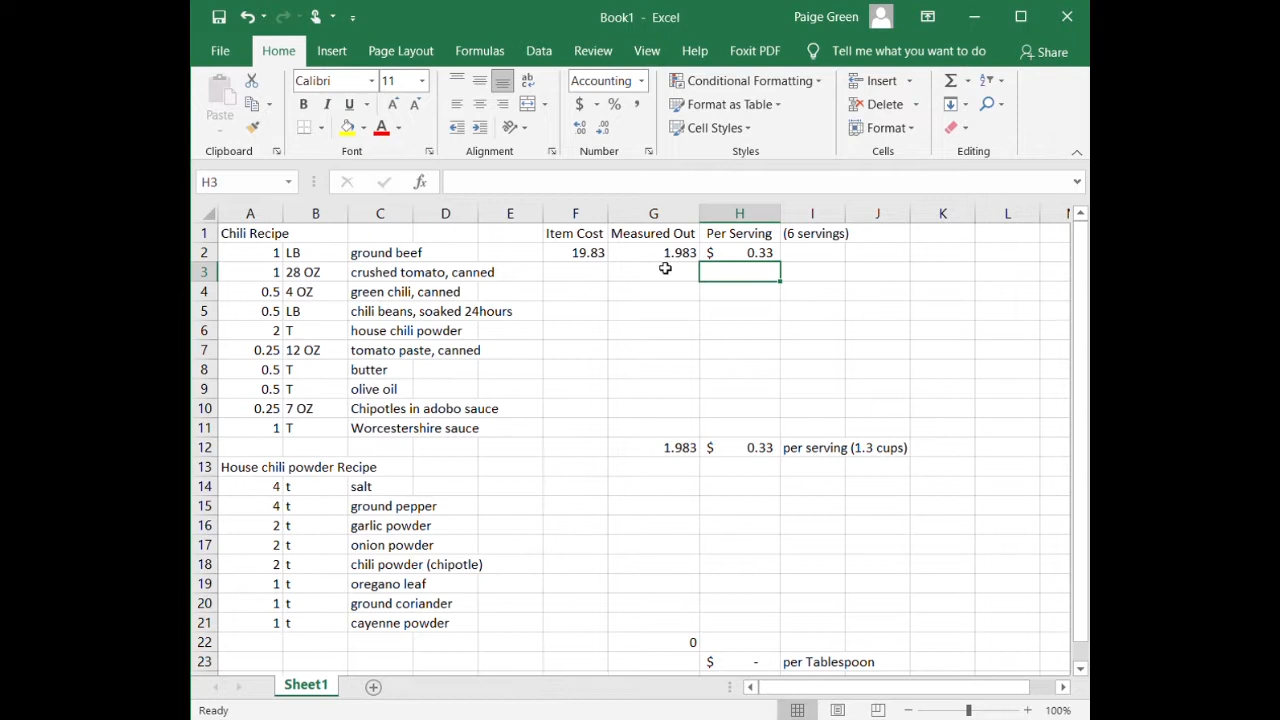 Book1 - Excel Paige Green
File Home Insert Page Layout Formulas Data Review View Help Foxit PDF Tell me what you want to do Share
Paste
Calibri 11
B I U A A
A
ab
Accounting
$ % ,
Conditional Formatting
Format as Table
Cell Styles
Insert
Delete
Format
Clipboard Font Alignment Number Styles Cells Editing
H3 fx
A B C D E F G H I J K L M
1 Chili Recipe Item Cost Measured Out Per Serving (6 servings)
2 1 LB ground beef 19.83 1.983 $ 0.33
3 1 28 OZ crushed tomato, canned
4 0.5 4 OZ green chili, canned
5 0.5 LB chili beans, soaked 24hours
6 2 T house chili powder
7 0.25 12 OZ tomato paste, canned
8 0.5 T butter
9 0.5 T olive oil
10 0.25 7 OZ Chipotles in adobo sauce
11 1 T Worcestershire sauce
12 1.983 $ 0.33 per serving (1.3 cups)
13 House chili powder Recipe
14 4 t salt
15 4 t ground pepper
16 2 t garlic powder
17 2 t onion powder
18 2 t chili powder (chipotle)
19 1 t oregano leaf
20 1 t ground coriander
21 1 t cayenne powder
22 0
23 $ - per Tablespoon
Sheet1
Ready 100%